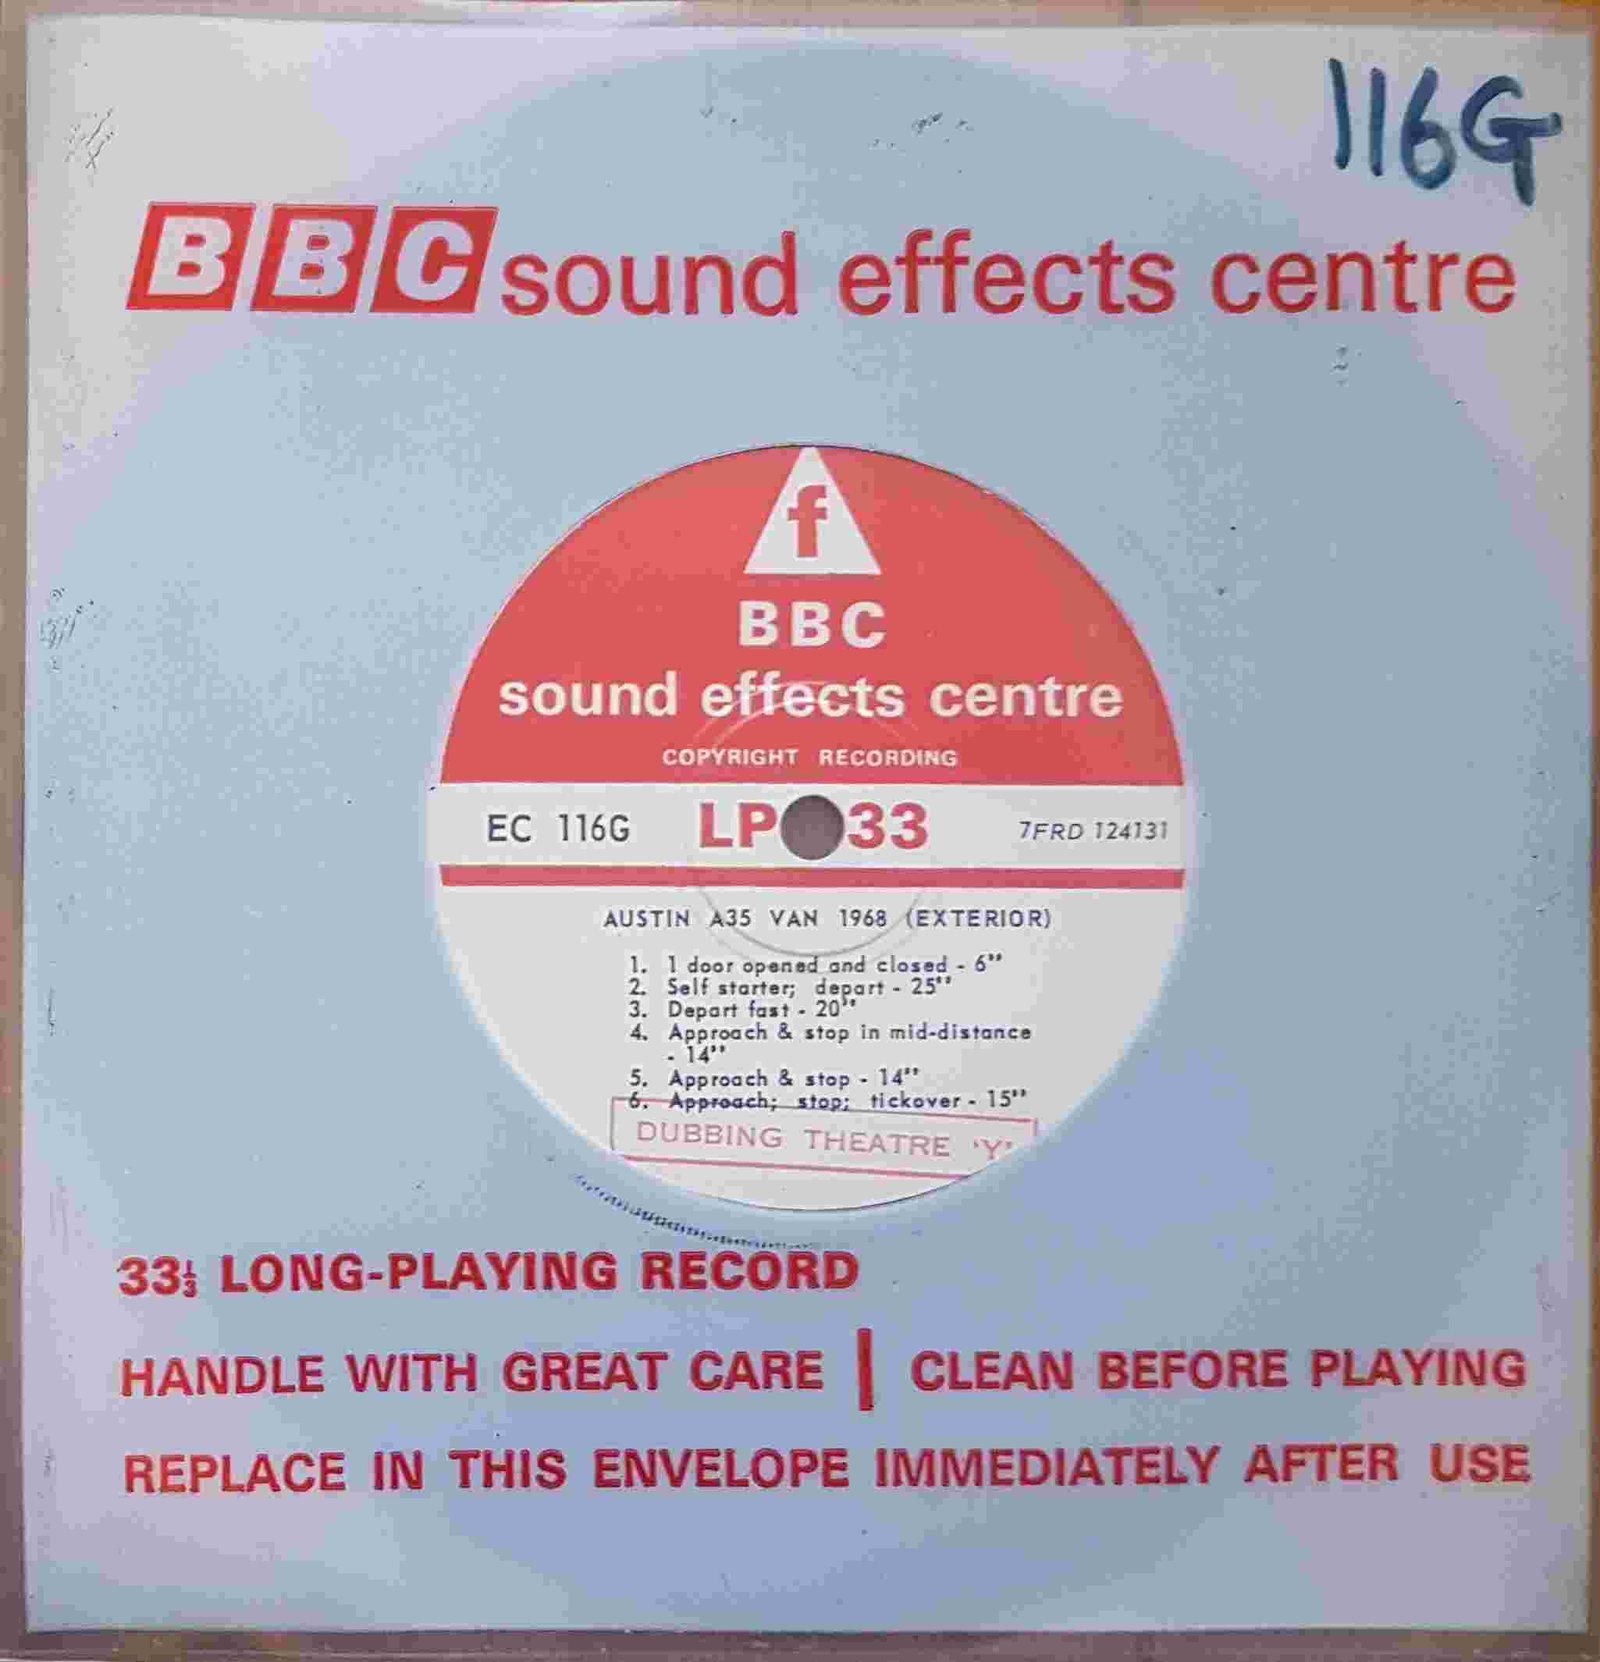 116G
BBC sound effects centre
f
BBC
sound effects centre
COPYRIGHT RECORDING
EC 116G LP 33 7FRD 124131
AUSTIN A35 VAN 1968 (EXTERIOR)
1. 1 door opened and closed - 6"
2. Self starter; depart - 25"
3. Depart fast - 20"
4. Approach & stop in mid-distance
- 14"
5. Approach & stop - 14"
6. Approach; stop; tickover - 15"
DUBBING THEATRE 'Y'
33⅓ LONG-PLAYING RECORD
HANDLE WITH GREAT CARE | CLEAN BEFORE PLAYING
REPLACE IN THIS ENVELOPE IMMEDIATELY AFTER USE